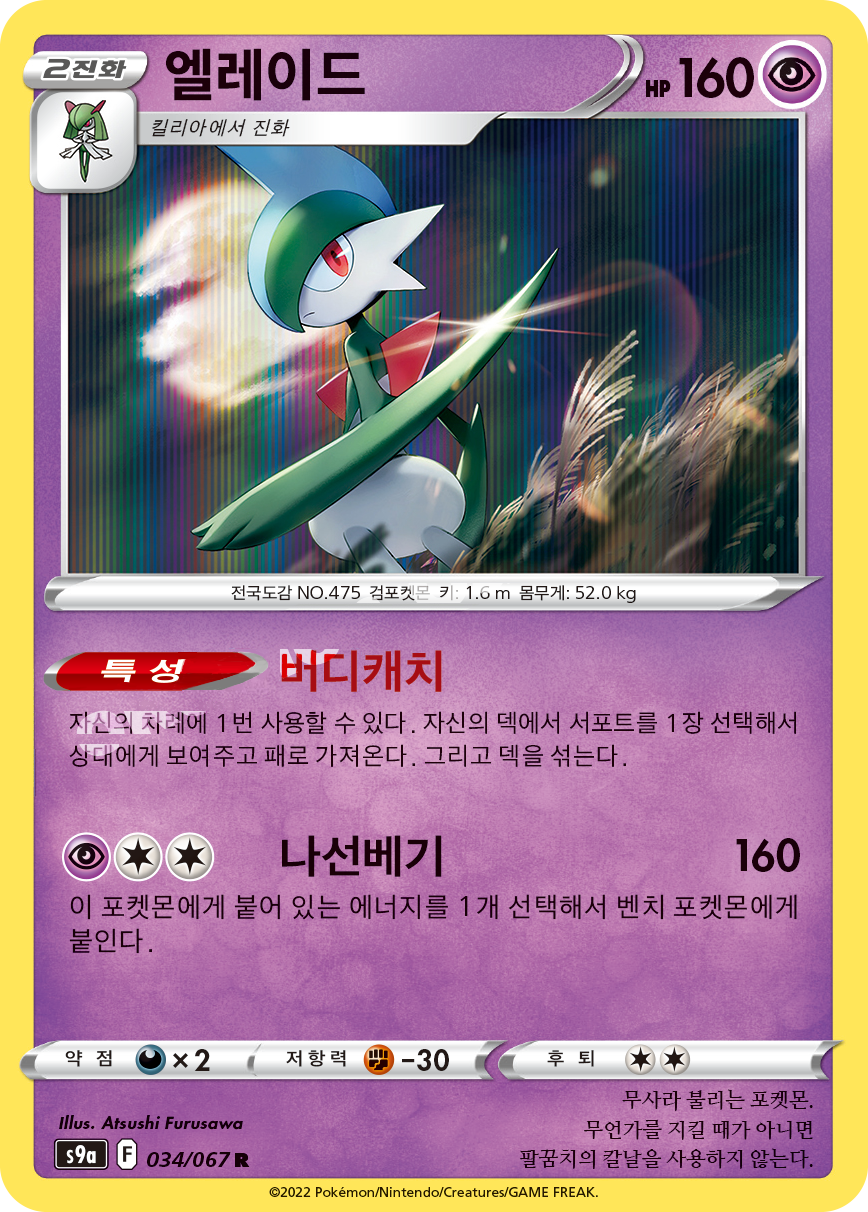 2진화
엘레이드
HP 160
킬리아에서 진화
전국도감 NO.475 검포켓몬 키: 1.6 m 몸무게: 52.0 kg
특성 버디캐치
자신의 차례에 1번 사용할 수 있다. 자신의 덱에서 서포트를 1장 선택해서
상대에게 보여주고 패로 가져온다. 그리고 덱을 섞는다.
나선베기 160
이 포켓몬에게 붙어 있는 에너지를 1개 선택해서 벤치 포켓몬에게
붙인다.
약점 ×2 저항력 -30 후퇴
무사라 불리는 포켓몬.
무언가를 지킬 때가 아니면
팔꿈치의 칼날을 사용하지 않는다.
Illus. Atsushi Furusawa
s9a F 034/067 R
©2022 Pokémon/Nintendo/Creatures/GAME FREAK.